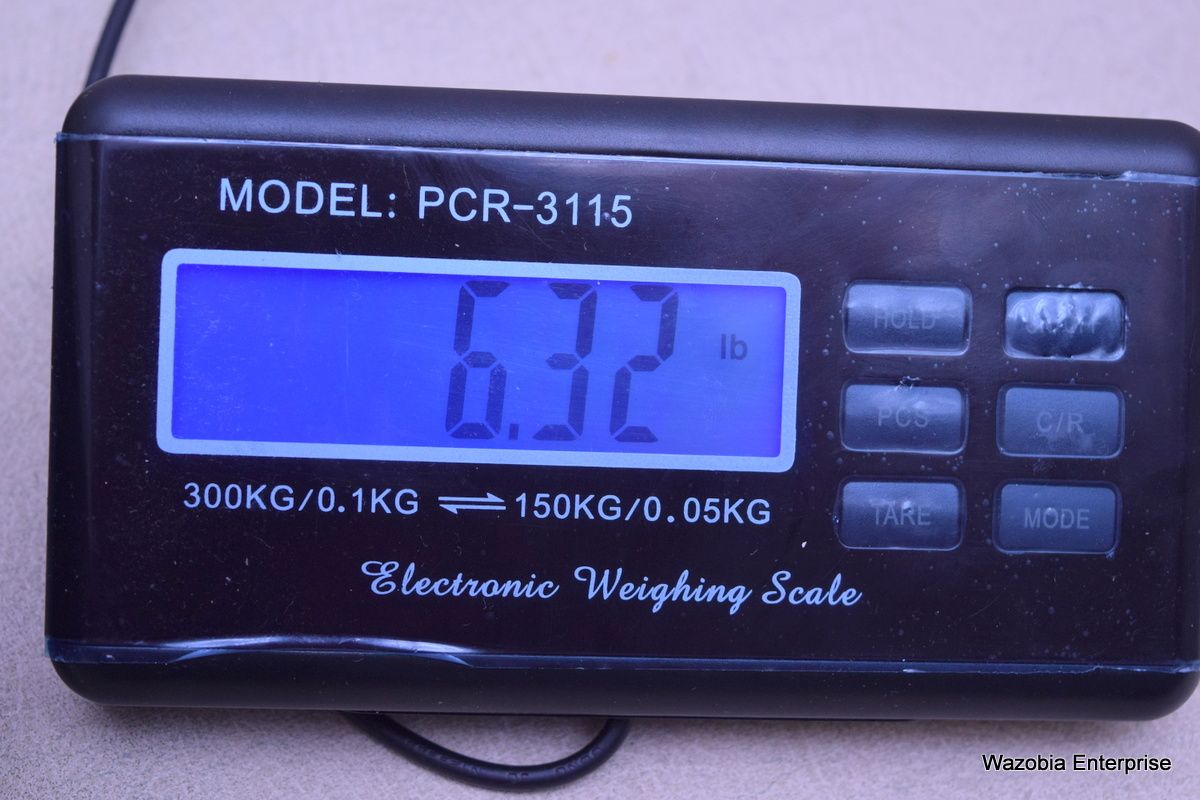 MODEL: PCR-3115
6.32 lb
HOLD
PCS C/R
TARE MODE
300KG/0.1KG ⇌ 150KG/0.05KG
Electronic Weighing Scale
Wazobia Enterprise